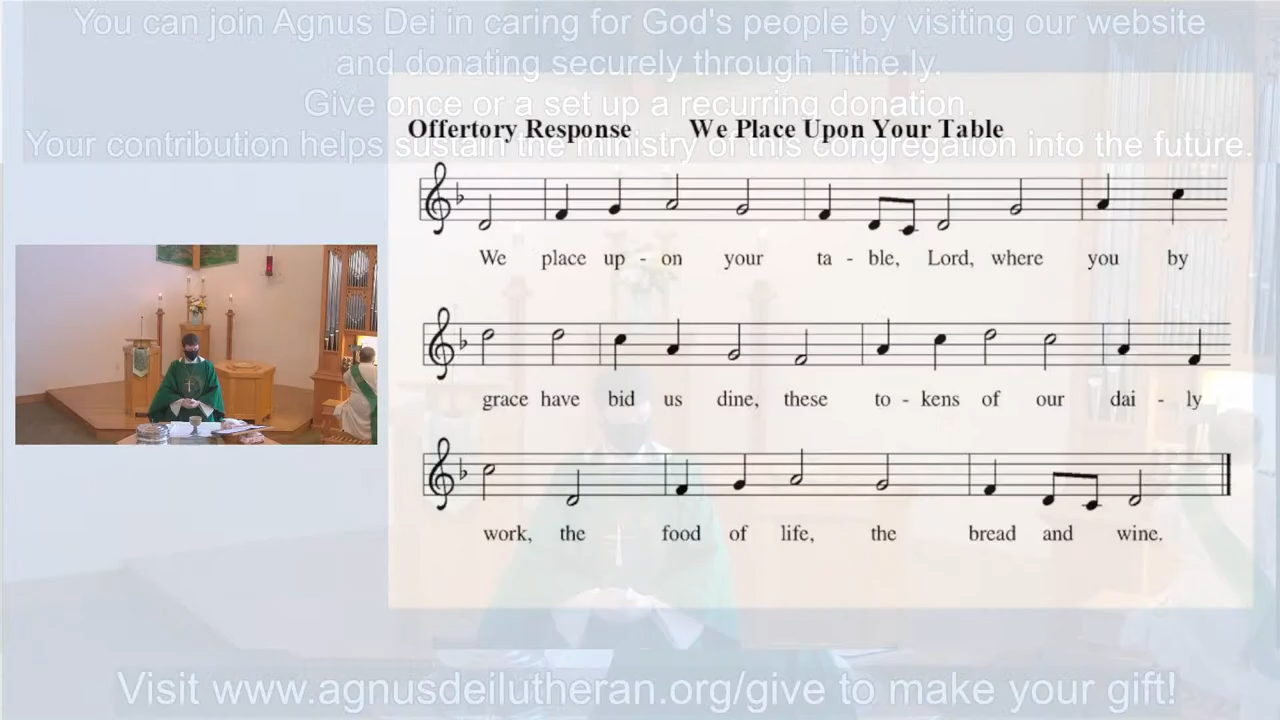 You can join Agnus Dei in caring for God's people by visiting our website
and donating securely through Tithe.ly.
Give once or a set up a recurring donation.
Your contribution helps sustain the ministry of this congregation into the future.
Offertory Response We Place Upon Your Table
We place up - on your ta - ble, Lord, where you by
grace have bid us dine, these to - kens of our dai - ly
work, the food of life, the bread and wine.
Visit www.agnusdeilutheran.org/give to make your gift!